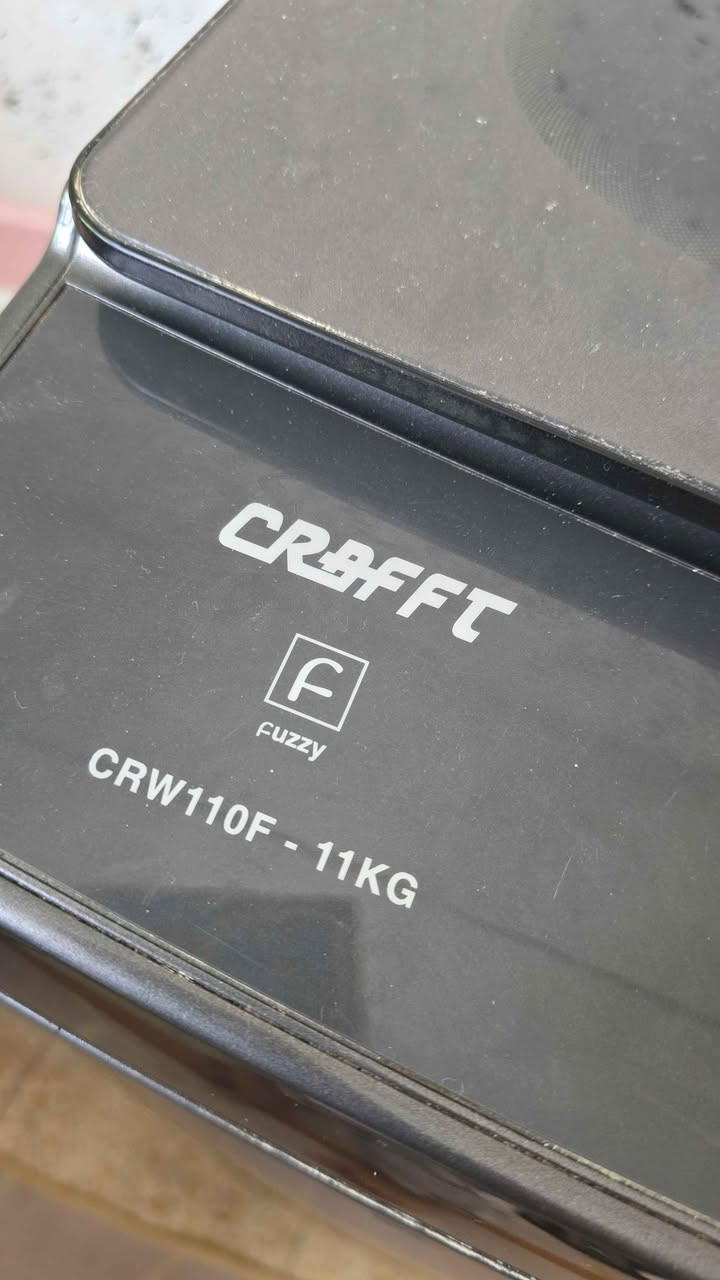 CRAFFT
F
Fuzzy
CRW110F - 11KG